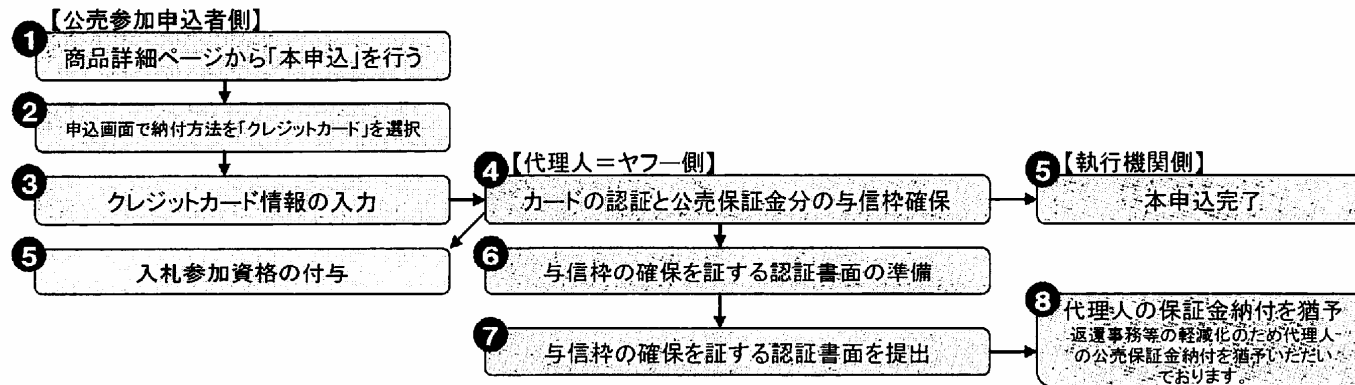 【公売参加申込者側】
1 商品詳細ページから「本申込」を行う
2 申込画面で納付方法を「クレジットカード」を選択
3 クレジットカード情報の入力
【代理人=ヤフー側】
4 カードの認証と公売保証金分の与信枠確保
【執行機関側】
5 本申込完了
5 入札参加資格の付与
6 与信枠の確保を証する認証書面の準備
7 与信枠の確保を証する認証書面を提出
8 代理人の保証金納付を猶予
返還事務等の軽減化のため代理人
の公売保証金納付を猶予いただい
ております